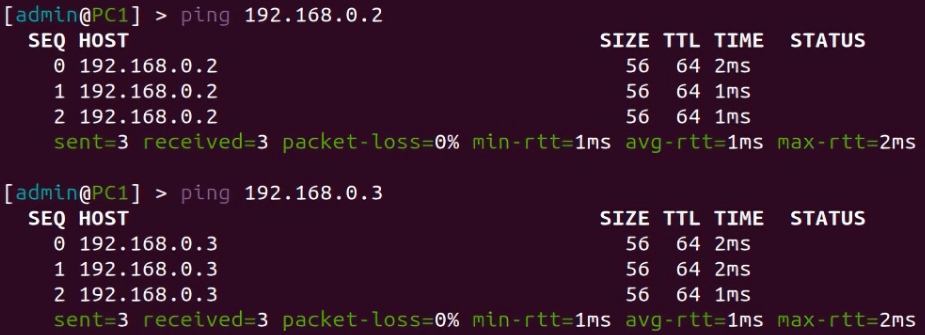 [admin@PC1] > ping 192.168.0.2
SEQ HOST SIZE TTL TIME STATUS
0 192.168.0.2 56 64 2ms
1 192.168.0.2 56 64 1ms
2 192.168.0.2 56 64 1ms
sent=3 received=3 packet-loss=0% min-rtt=1ms avg-rtt=1ms max-rtt=2ms
[admin@PC1] > ping 192.168.0.3
SEQ HOST SIZE TTL TIME STATUS
0 192.168.0.3 56 64 2ms
1 192.168.0.3 56 64 2ms
2 192.168.0.3 56 64 1ms
sent=3 received=3 packet-loss=0% min-rtt=1ms avg-rtt=1ms max-rtt=2ms